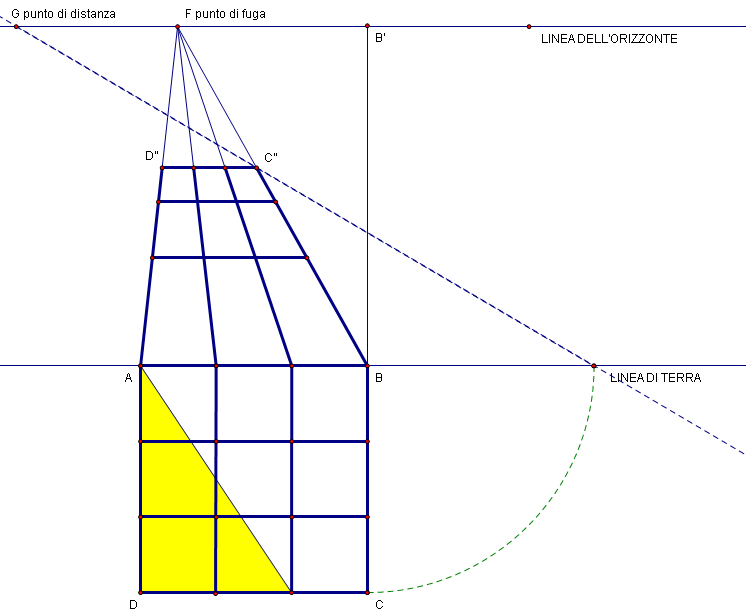 G punto di distanza
F punto di fuga
B'
LINEA DELL'ORIZZONTE
D"
C"
A
B
LINEA DI TERRA
D
C